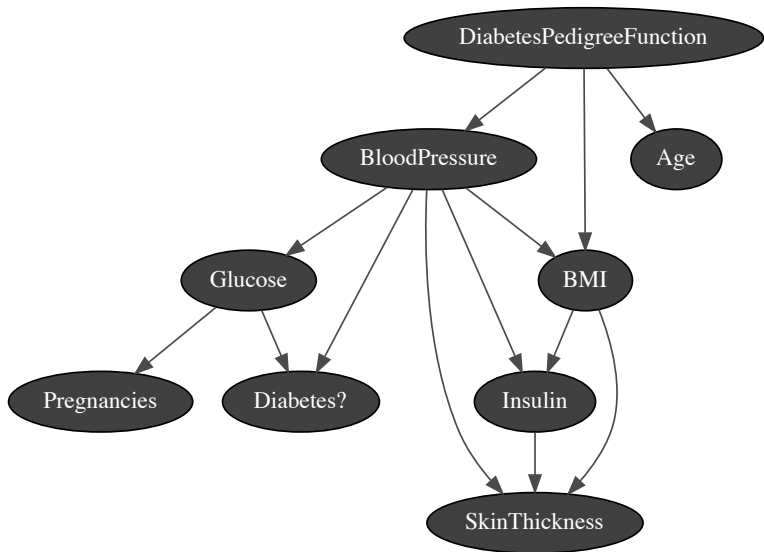 DiabetesPedigreeFunction
BloodPressure
Age
Glucose
BMI
Pregnancies
Diabetes?
Insulin
SkinThickness